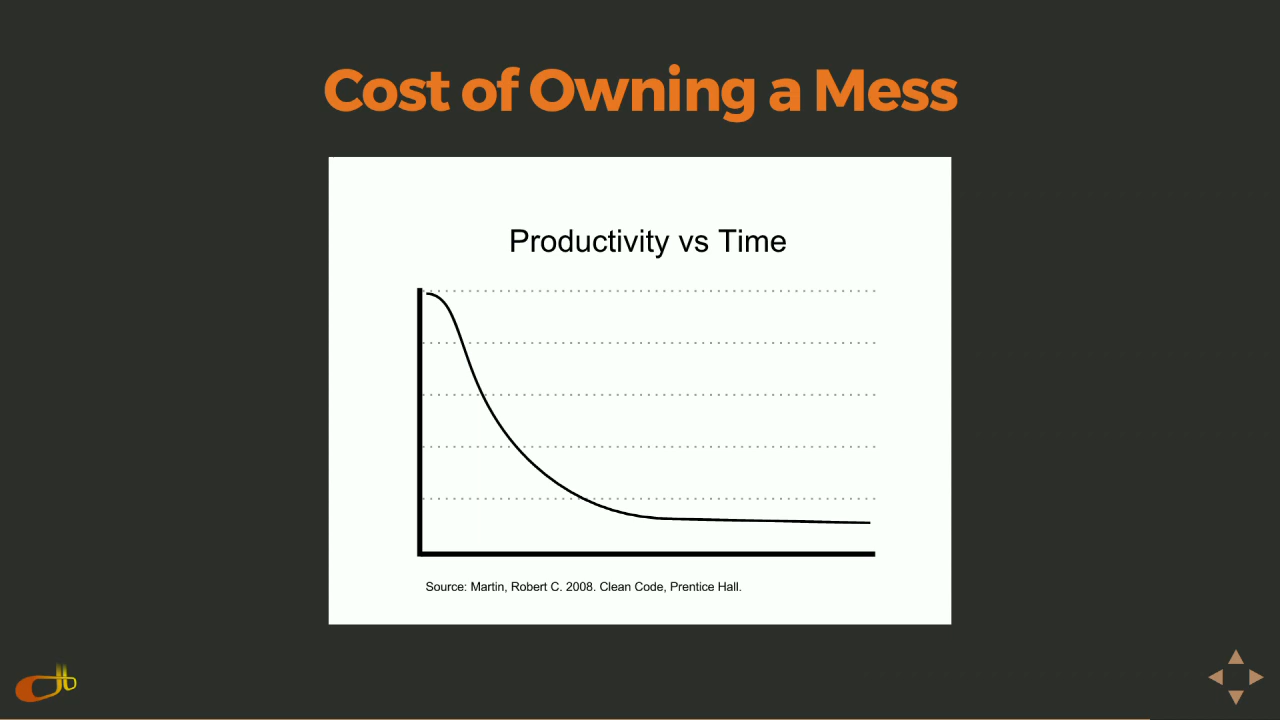 Cost of Owning a Mess
Productivity vs Time
Source: Martin, Robert C. 2008. Clean Code, Prentice Hall.